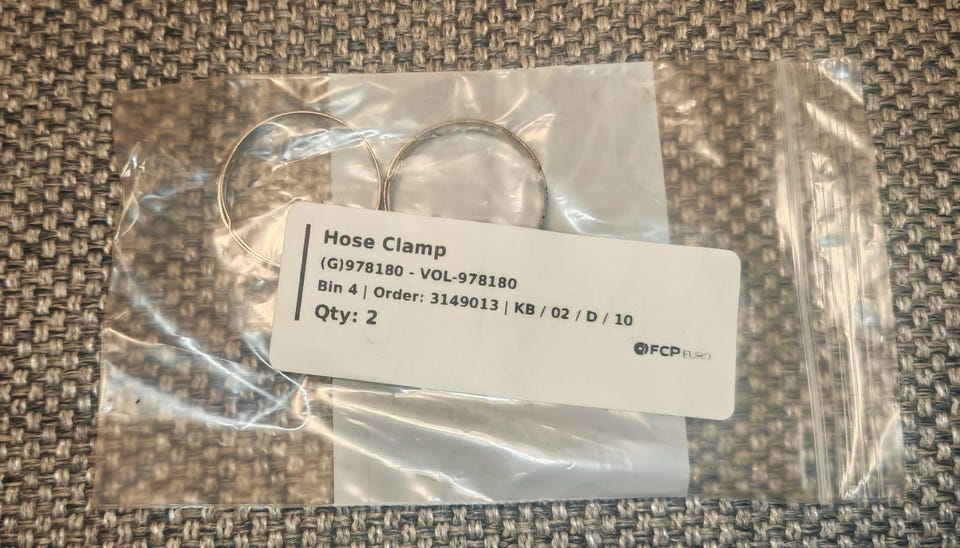 Hose Clamp
(G)978180 - VOL-978180
Bin 4 | Order: 3149013 | KB / 02 / D / 10
Qty: 2
FCP EURO